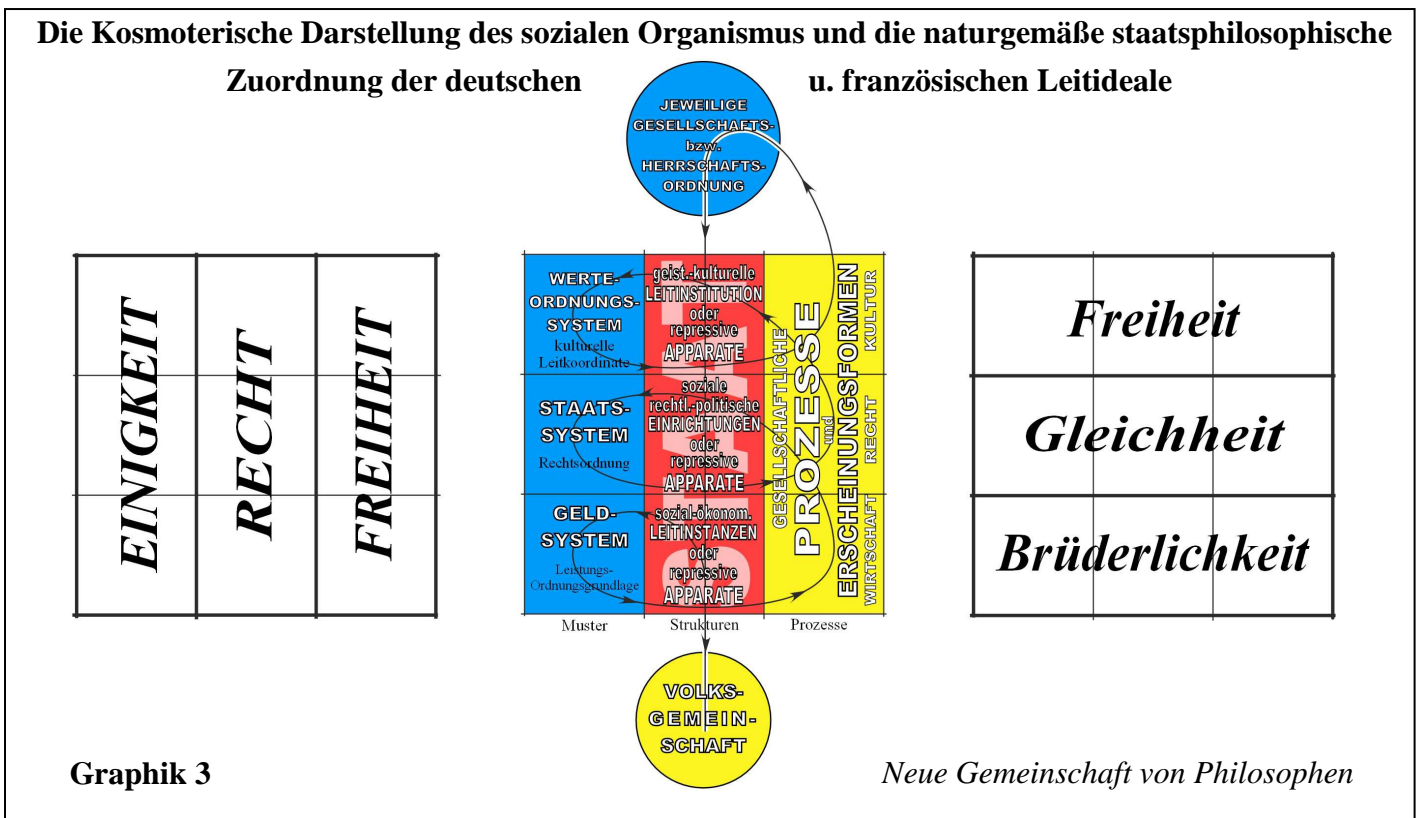 Die Kosmoterische Darstellung des sozialen Organismus und die naturgemäße staatsphilosophische
Zuordnung der deutschen u. französischen Leitideale
JEWEILIGE
GESELLSCHAFTS-
bzw.
HERRSCHAFTS-
ORDNUNG
EINIGKEIT
RECHT
FREIHEIT
WERTE-
ORDNUNGS-
SYSTEM
kulturelle
Leitkoordinate
STAATS-
SYSTEM
Rechtsordnung
GELD-
SYSTEM
Leistungs-
Ordnungsgrundlage
Muster
STAAT
geist.-kulturelle
LEITINSTITUTION
oder
repressive
APPARATE
soziale
rechtl.-politische
EINRICHTUNGEN
oder
repressive
APPARATE
sozial-ökonom.
LEITINSTANZEN
oder
repressive
APPARATE
Strukturen
GESELLSCHAFTLICHE
PROZESSE
und
ERSCHEINUNGSFORMEN
KULTUR
RECHT
WIRTSCHAFT
Prozesse
Freiheit
Gleichheit
Brüderlichkeit
VOLKS-
GEMEIN-
SCHAFT
Graphik 3
Neue Gemeinschaft von Philosophen